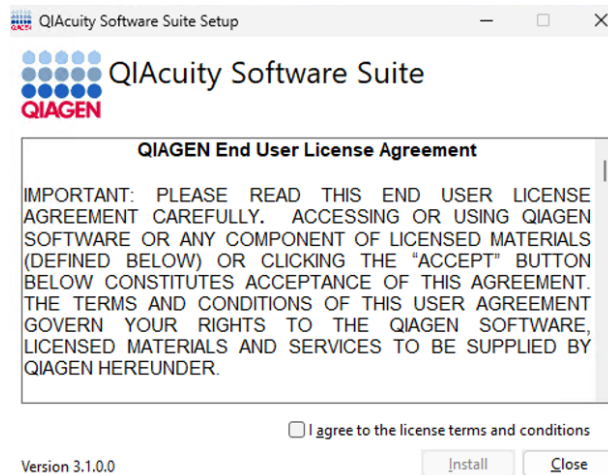 QIAcuity Software Suite Setup
QIAcuity Software Suite
QIAGEN
QIAGEN End User License Agreement
IMPORTANT: PLEASE READ THIS END USER LICENSE
AGREEMENT CAREFULLY. ACCESSING OR USING QIAGEN
SOFTWARE OR ANY COMPONENT OF LICENSED MATERIALS
(DEFINED BELOW) OR CLICKING THE “ACCEPT” BUTTON
BELOW CONSTITUTES ACCEPTANCE OF THIS AGREEMENT.
THE TERMS AND CONDITIONS OF THIS USER AGREEMENT
GOVERN YOUR RIGHTS TO THE QIAGEN SOFTWARE,
LICENSED MATERIALS AND SERVICES TO BE SUPPLIED BY
QIAGEN HEREUNDER.
I agree to the license terms and conditions
Version 3.1.0.0
Install
Close